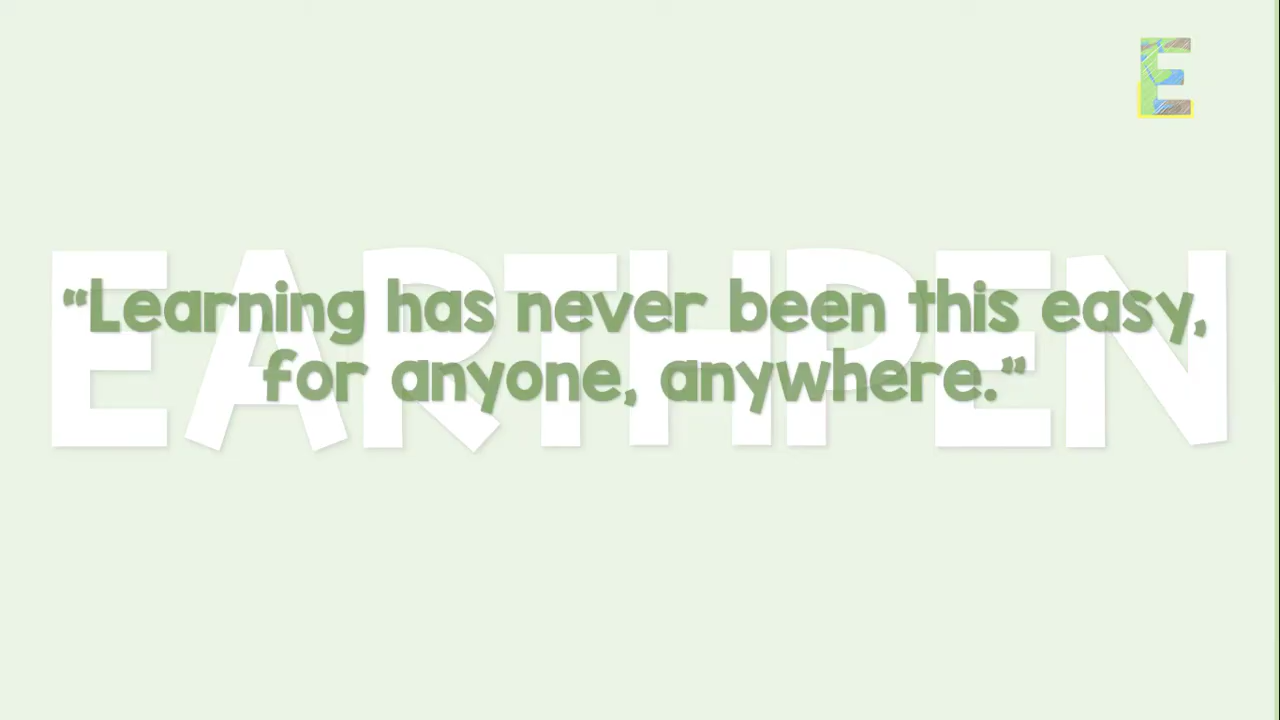 E
EARTHPEN
“Learning has never been this easy,
for anyone, anywhere.”